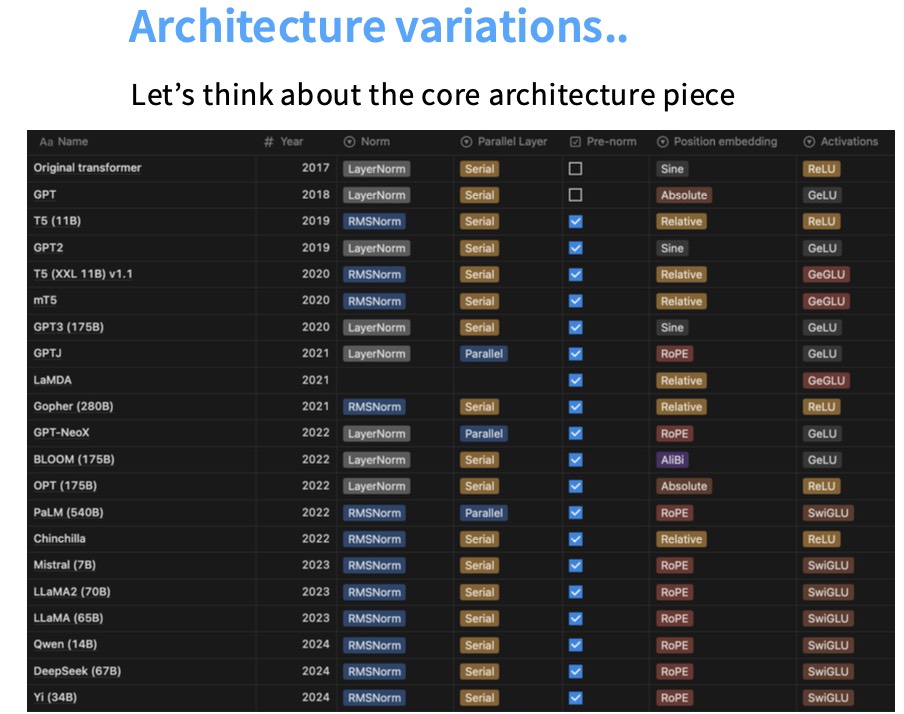 Architecture variations..
Let's think about the core architecture piece
Aa Name # Year Norm Parallel Layer Pre-norm Position embedding Activations
Original transformer 2017 LayerNorm Serial Sine ReLU
GPT 2018 LayerNorm Serial Absolute GeLU
T5 (11B) 2019 RMSNorm Serial Relative ReLU
GPT2 2019 LayerNorm Serial Sine GeLU
T5 (XXL 11B) v1.1 2020 RMSNorm Serial Relative GeGLU
mT5 2020 RMSNorm Serial Relative GeGLU
GPT3 (175B) 2020 LayerNorm Serial Sine GeLU
GPTJ 2021 LayerNorm Parallel RoPE GeLU
LaMDA 2021 Relative GeGLU
Gopher (280B) 2021 RMSNorm Serial Relative ReLU
GPT-NeoX 2022 LayerNorm Parallel RoPE GeLU
BLOOM (175B) 2022 LayerNorm Serial AliBi GeLU
OPT (175B) 2022 LayerNorm Serial Absolute ReLU
PaLM (540B) 2022 RMSNorm Parallel RoPE SwiGLU
Chinchilla 2022 RMSNorm Serial Relative ReLU
Mistral (7B) 2023 RMSNorm Serial RoPE SwiGLU
LLaMA2 (70B) 2023 RMSNorm Serial RoPE SwiGLU
LLaMA (65B) 2023 RMSNorm Serial RoPE SwiGLU
Qwen (14B) 2024 RMSNorm Serial RoPE SwiGLU
DeepSeek (67B) 2024 RMSNorm Serial RoPE SwiGLU
Yi (34B) 2024 RMSNorm Serial RoPE SwiGLU